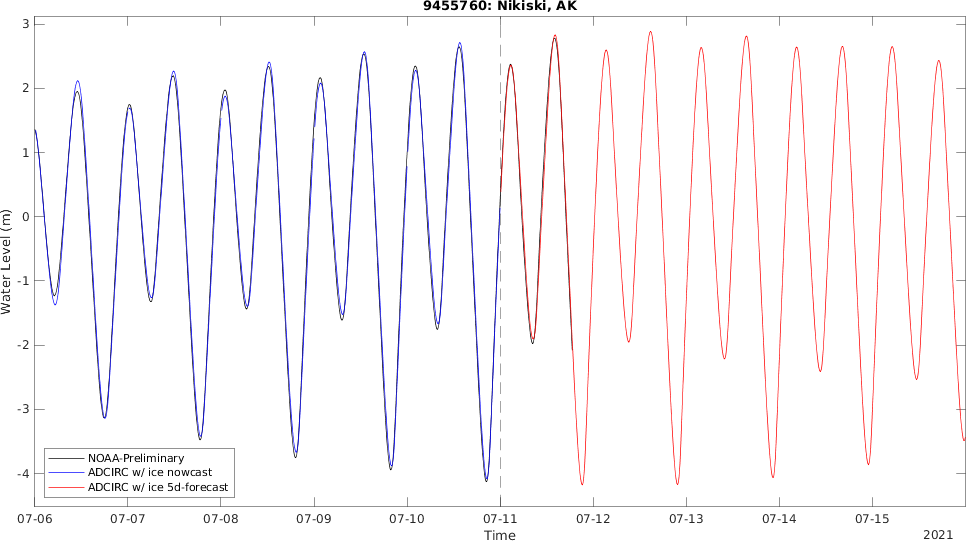 9455760: Nikiski, AK
3
2
1
0
-1
-2
-3
-4
Water Level (m)
NOAA-Preliminary
ADCIRC w/ ice nowcast
ADCIRC w/ ice 5d-forecast
07-06 07-07 07-08 07-09 07-10 07-11 07-12 07-13 07-14 07-15
Time
2021